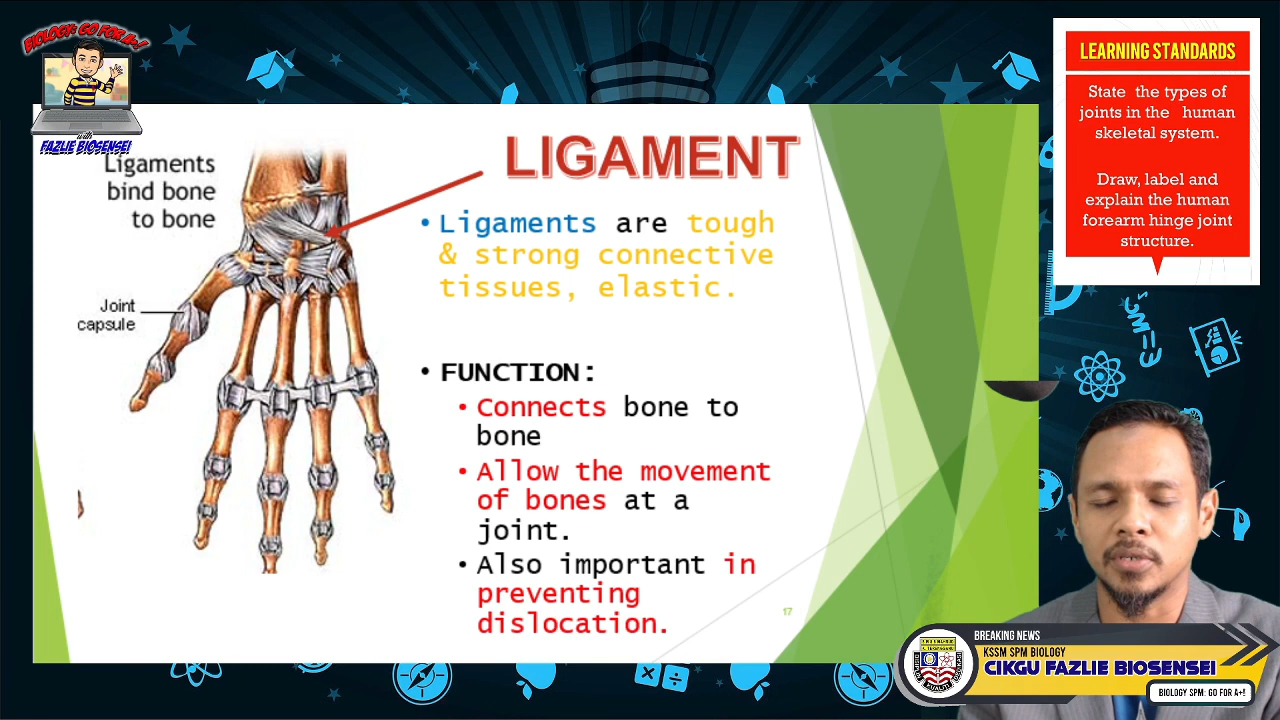 BIOLOGY: GO FOR A+!
with
FAZLIE BIOSENSEI
Ligaments
bind bone
to bone
Joint
capsule
LIGAMENT
• Ligaments are tough
& strong connective
tissues, elastic.
• FUNCTION:
• Connects bone to
bone
• Allow the movement
of bones at a
joint.
• Also important in
preventing
dislocation.
17
LEARNING STANDARDS
State the types of
joints in the human
skeletal system.
Draw, label and
explain the human
forearm hinge joint
structure.
BREAKING NEWS
KSSM SPM BIOLOGY
CIKGU FAZLIE BIOSENSEI
BIOLOGY SPM: GO FOR A+!